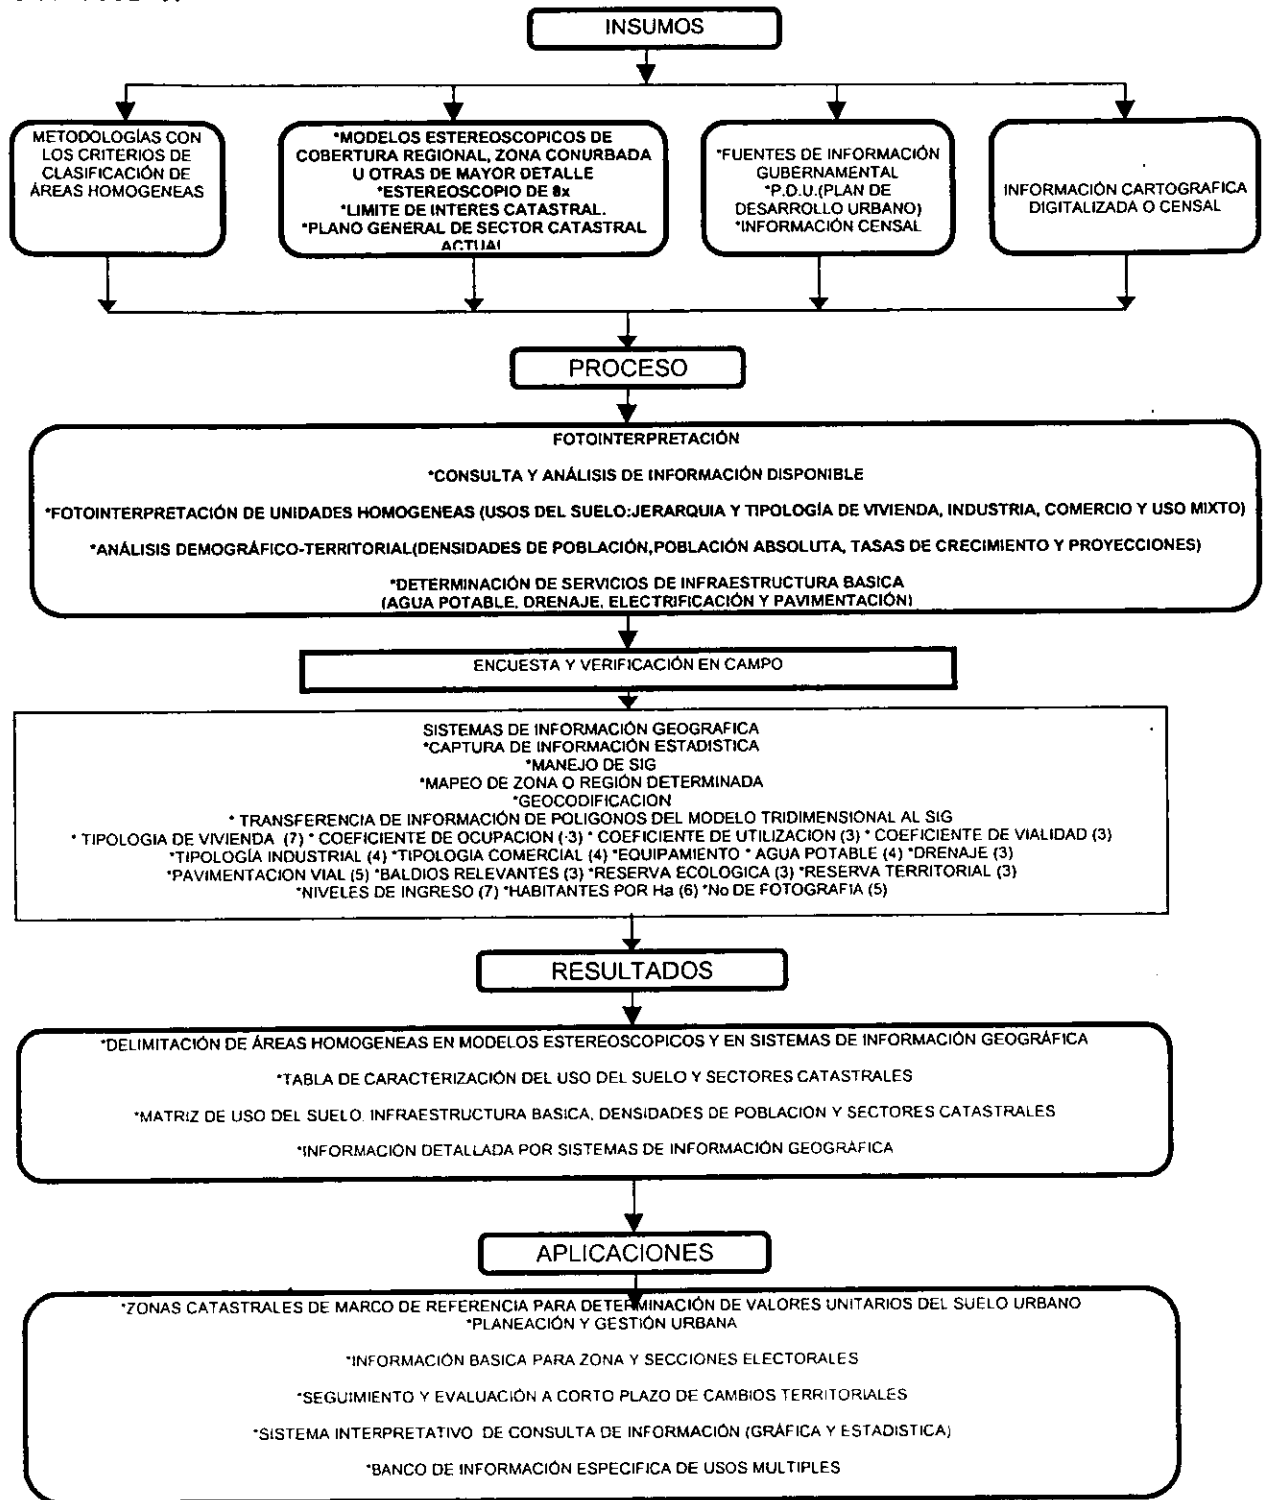 INSUMOS
METODOLOGÍAS CON
LOS CRITERIOS DE
CLASIFICACIÓN DE
ÁREAS HOMOGENEAS
*MODELOS ESTEREOSCOPICOS DE
COBERTURA REGIONAL, ZONA CONURBADA
U OTRAS DE MAYOR DETALLE
*ESTEREOSCOPIO DE 8x
*LIMITE DE INTERES CATASTRAL.
*PLANO GENERAL DE SECTOR CATASTRAL
ACTUAL
*FUENTES DE INFORMACIÓN
GUBERNAMENTAL
*P.D.U.(PLAN DE
DESARROLLO URBANO)
*INFORMACIÓN CENSAL
INFORMACIÓN CARTOGRAFICA
DIGITALIZADA O CENSAL
PROCESO
FOTOINTERPRETACIÓN
*CONSULTA Y ANÁLISIS DE INFORMACIÓN DISPONIBLE
*FOTOINTERPRETACIÓN DE UNIDADES HOMOGENEAS (USOS DEL SUELO:JERARQUIA Y TIPOLOGÍA DE VIVIENDA, INDUSTRIA, COMERCIO Y USO MIXTO)
*ANÁLISIS DEMOGRÁFICO-TERRITORIAL(DENSIDADES DE POBLACIÓN,POBLACIÓN ABSOLUTA, TASAS DE CRECIMIENTO Y PROYECCIONES)
*DETERMINACIÓN DE SERVICIOS DE INFRAESTRUCTURA BASICA
(AGUA POTABLE, DRENAJE, ELECTRIFICACIÓN Y PAVIMENTACIÓN)
ENCUESTA Y VERIFICACIÓN EN CAMPO
SISTEMAS DE INFORMACIÓN GEOGRAFICA
*CAPTURA DE INFORMACIÓN ESTADISTICA
*MANEJO DE SIG
*MAPEO DE ZONA O REGIÓN DETERMINADA
*GEOCODIFICACION
* TRANSFERENCIA DE INFORMACIÓN DE POLIGONOS DEL MODELO TRIDIMENSIONAL AL SIG
* TIPOLOGIA DE VIVIENDA (7) * COEFICIENTE DE OCUPACION (3) * COEFICIENTE DE UTILIZACION (3) * COEFICIENTE DE VIALIDAD (3)
*TIPOLOGÍA INDUSTRIAL (4) *TIPOLOGIA COMERCIAL (4) *EQUIPAMIENTO * AGUA POTABLE (4) *DRENAJE (3)
*PAVIMENTACION VIAL (5) *BALDIOS RELEVANTES (3) *RESERVA ECOLOGICA (3) *RESERVA TERRITORIAL (3)
*NIVELES DE INGRESO (7) *HABITANTES POR Ha (6) *No DE FOTOGRAFIA (5)
RESULTADOS
*DELIMITACIÓN DE ÁREAS HOMOGENEAS EN MODELOS ESTEREOSCOPICOS Y EN SISTEMAS DE INFORMACIÓN GEOGRÁFICA
*TABLA DE CARACTERIZACIÓN DEL USO DEL SUELO Y SECTORES CATASTRALES
*MATRIZ DE USO DEL SUELO, INFRAESTRUCTURA BASICA, DENSIDADES DE POBLACION Y SECTORES CATASTRALES
*INFORMACIÓN DETALLADA POR SISTEMAS DE INFORMACIÓN GEOGRÁFICA
APLICACIONES
*ZONAS CATASTRALES DE MARCO DE REFERENCIA PARA DETERMINACIÓN DE VALORES UNITARIOS DEL SUELO URBANO
*PLANEACIÓN Y GESTIÓN URBANA
*INFORMACIÓN BASICA PARA ZONA Y SECCIONES ELECTORALES
*SEGUIMIENTO Y EVALUACIÓN A CORTO PLAZO DE CAMBIOS TERRITORIALES
*SISTEMA INTERPRETATIVO DE CONSULTA DE INFORMACIÓN (GRÁFICA Y ESTADISTICA)
*BANCO DE INFORMACIÓN ESPECIFICA DE USOS MULTIPLES